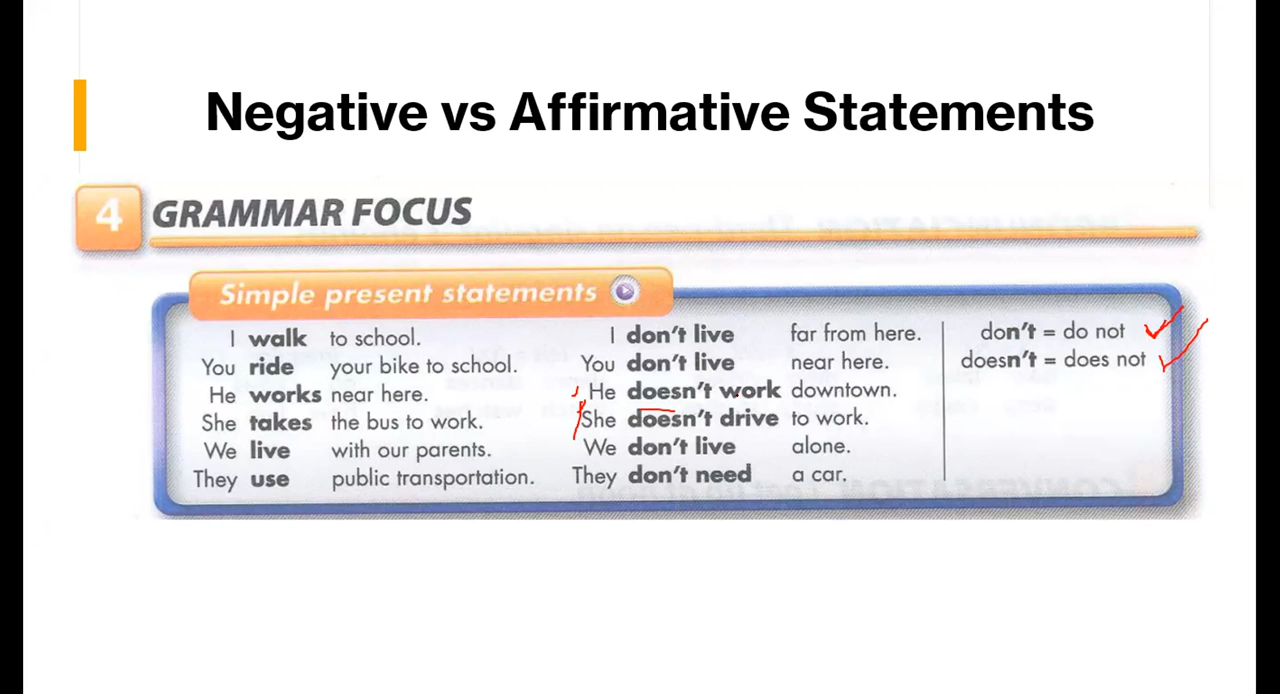 Negative vs Affirmative Statements
4 GRAMMAR FOCUS
Simple present statements
I walk to school. I don't live far from here. don't = do not
You ride your bike to school. You don't live near here. doesn't = does not
He works near here. He doesn't work downtown.
She takes the bus to work. She doesn't drive to work.
We live with our parents. We don't live alone.
They use public transportation. They don't need a car.